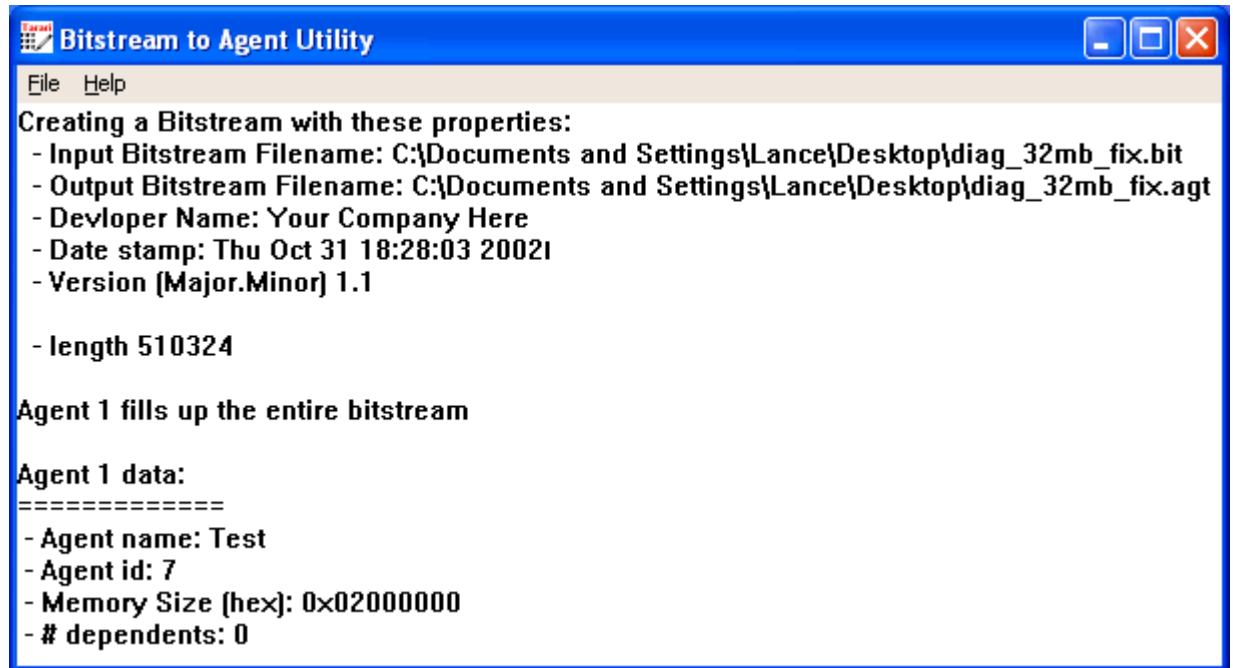 Tarari
Bitstream to Agent Utility
File Help
Creating a Bitstream with these properties:
- Input Bitstream Filename: C:\Documents and Settings\Lance\Desktop\diag_32mb_fix.bit
- Output Bitstream Filename: C:\Documents and Settings\Lance\Desktop\diag_32mb_fix.agt
- Devloper Name: Your Company Here
- Date stamp: Thu Oct 31 18:28:03 2002I
- Version (Major.Minor) 1.1
- length 510324
Agent 1 fills up the entire bitstream
Agent 1 data:
=============
- Agent name: Test
- Agent id: 7
- Memory Size (hex): 0x02000000
- # dependents: 0